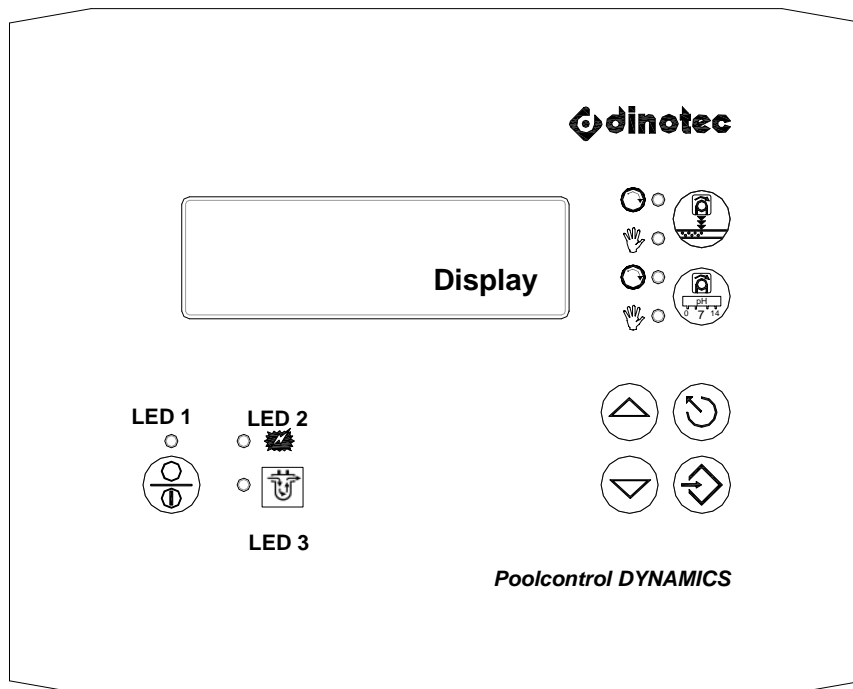 dinotec
Display
pH
0 7 14
LED 1
LED 2
LED 3
Poolcontrol DYNAMICS